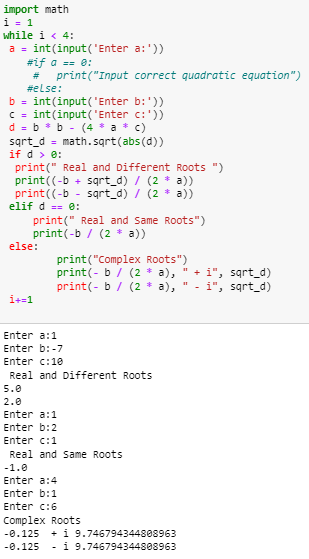 import math
i = 1
while i < 4:
 a = int(input('Enter a:'))
    #if a == 0:
     #   print("Input correct quadratic equation")
    #else:
 b = int(input('Enter b:'))
 c = int(input('Enter c:'))
 d = b * b - (4 * a * c)
 sqrt_d = math.sqrt(abs(d))
 if d > 0:
  print(" Real and Different Roots ")
  print((-b + sqrt_d) / (2 * a))
  print((-b - sqrt_d) / (2 * a))
 elif d == 0:
     print(" Real and Same Roots")
     print(-b / (2 * a))
 else:
         print("Complex Roots")
         print(- b / (2 * a), " + i", sqrt_d)
         print(- b / (2 * a), " - i", sqrt_d)
 i+=1
Enter a:1
Enter b:-7
Enter c:10
 Real and Different Roots
5.0
2.0
Enter a:1
Enter b:2
Enter c:1
 Real and Same Roots
-1.0
Enter a:4
Enter b:1
Enter c:6
Complex Roots
-0.125  + i 9.746794344808963
-0.125  - i 9.746794344808963